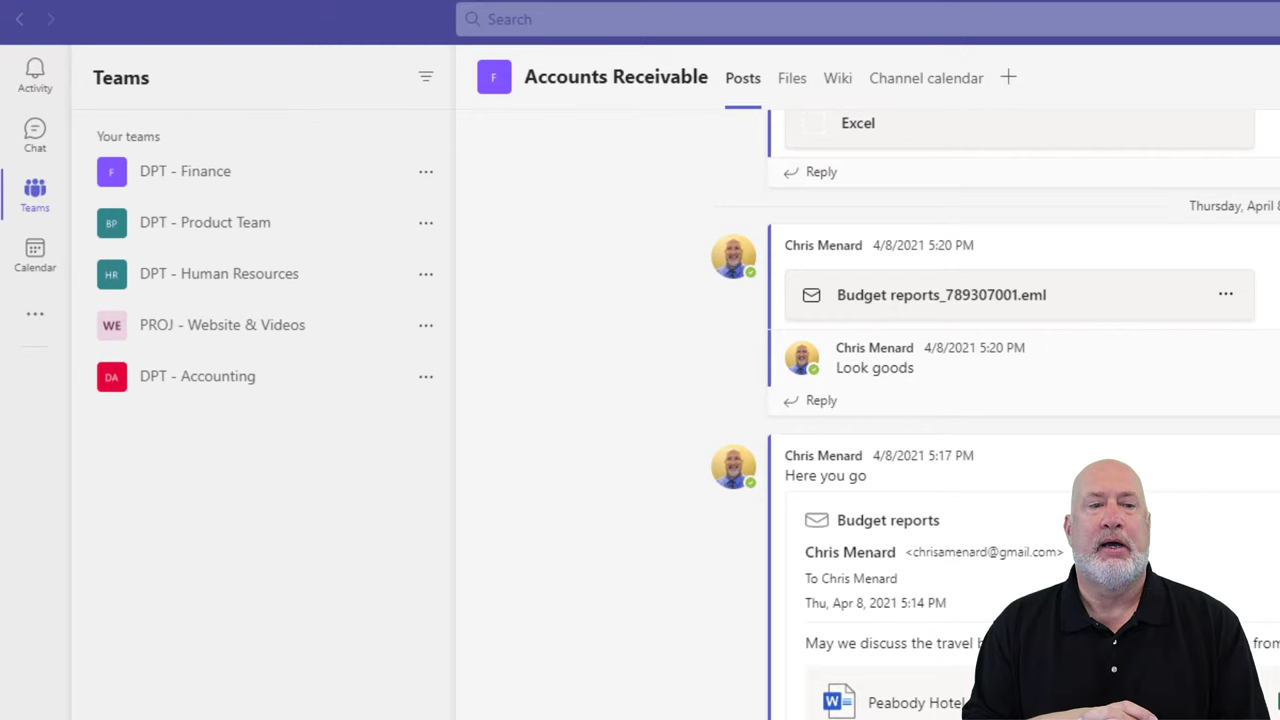 Search
Activity
Chat
Teams
Calendar
Teams
Your teams
F DPT - Finance
BP DPT - Product Team
HR DPT - Human Resources
WE PROJ - Website & Videos
DA DPT - Accounting
F Accounts Receivable Posts Files Wiki Channel calendar
Excel
Reply
Thursday, April 8
Chris Menard 4/8/2021 5:20 PM
Budget reports_789307001.eml
Chris Menard 4/8/2021 5:20 PM
Look goods
Reply
Chris Menard 4/8/2021 5:17 PM
Here you go
Budget reports
Chris Menard <chrisamenard@gmail.com>
To Chris Menard
Thu, Apr 8, 2021 5:14 PM
May we discuss the travel from
W Peabody Hotel